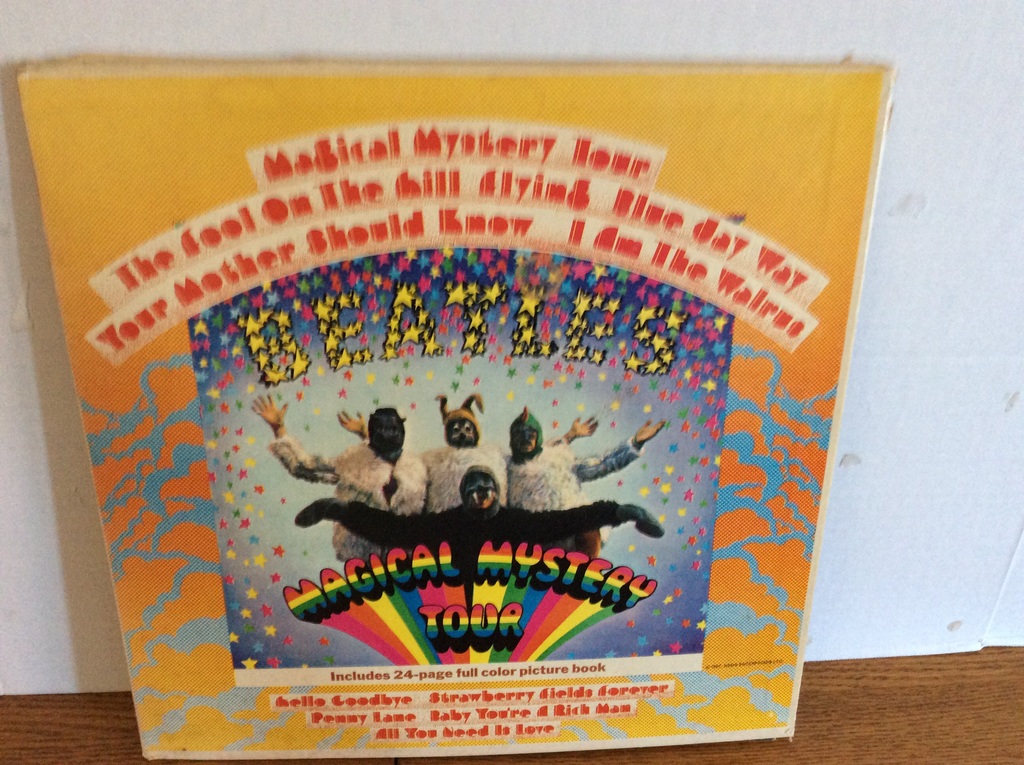 Magical Mystery Tour
The Fool On The Hill Flying Blue Jay Way
Your Mother Should Know I Am The Walrus
BEATLES
MAGICAL MYSTERY
TOUR
Includes 24-page full color picture book
Hello Goodbye Strawberry Fields Forever
Penny Lane Baby You're A Rich Man
All You Need Is Love